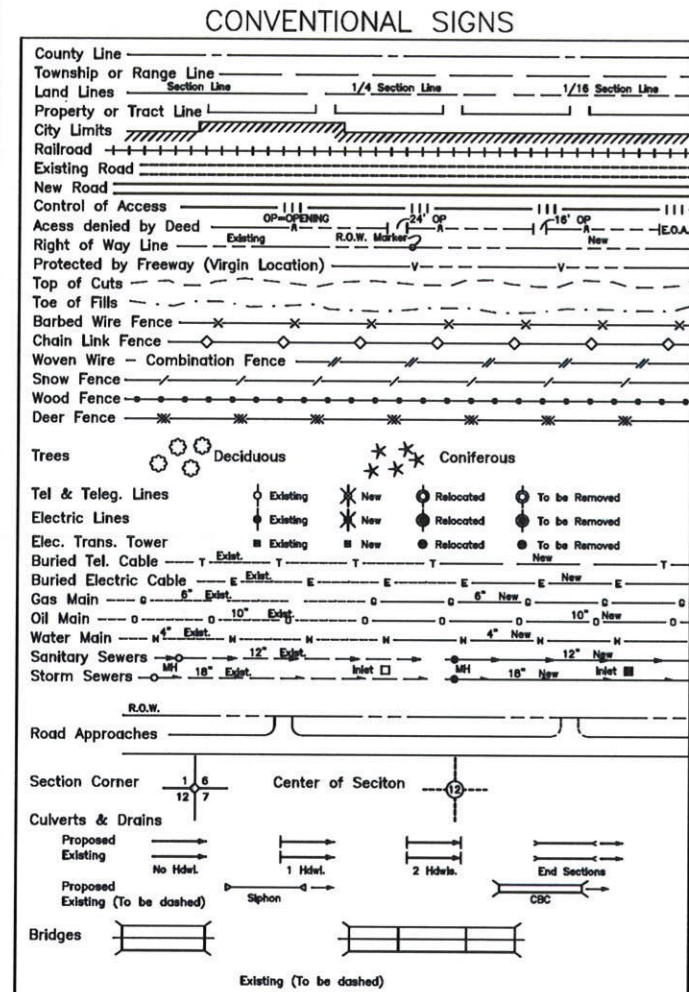 CONVENTIONAL SIGNS
County Line
Township or Range Line
Land Lines Section Line 1/4 Section Line 1/16 Section Line
Property or Tract Line
City Limits
Railroad
Existing Road
New Road
Control of Access
OP=OPENING 24' OP 16' OP
Acess denied by Deed A A A E.O.A.
Existing R.O.W. Marker New
Right of Way Line
Protected by Freeway (Virgin Location) V V
Top of Cuts
Toe of Fills
Barbed Wire Fence
Chain Link Fence
Woven Wire – Combination Fence
Snow Fence
Wood Fence
Deer Fence
Trees Deciduous Coniferous
Tel & Teleg. Lines Existing New Relocated To be Removed
Electric Lines Existing New Relocated To be Removed
Elec. Trans. Tower Existing New Relocated To be Removed
Buried Tel. Cable T Exist. T T T New T
Buried Electric Cable E Exist. E E E E New E
Gas Main G 6" Exist. G G 6" New G G G
Oil Main O O 10" Exist. O O O O O 10" New O
Water Main W 4" Exist. W W W W 4" New W W
Sanitary Sewers 12" Exist. 12" New
Storm Sewers MH 18" Exist. Inlet MH 18" New Inlet
R.O.W.
Road Approaches
Section Corner 1 6 12 7 Center of Seciton 12
Culverts & Drains
Proposed
Existing
No Hdwl. 1 Hdwl. 2 Hdwls. End Sections
Proposed
Existing (To be dashed) Siphon CBC
Bridges
Existing (To be dashed)